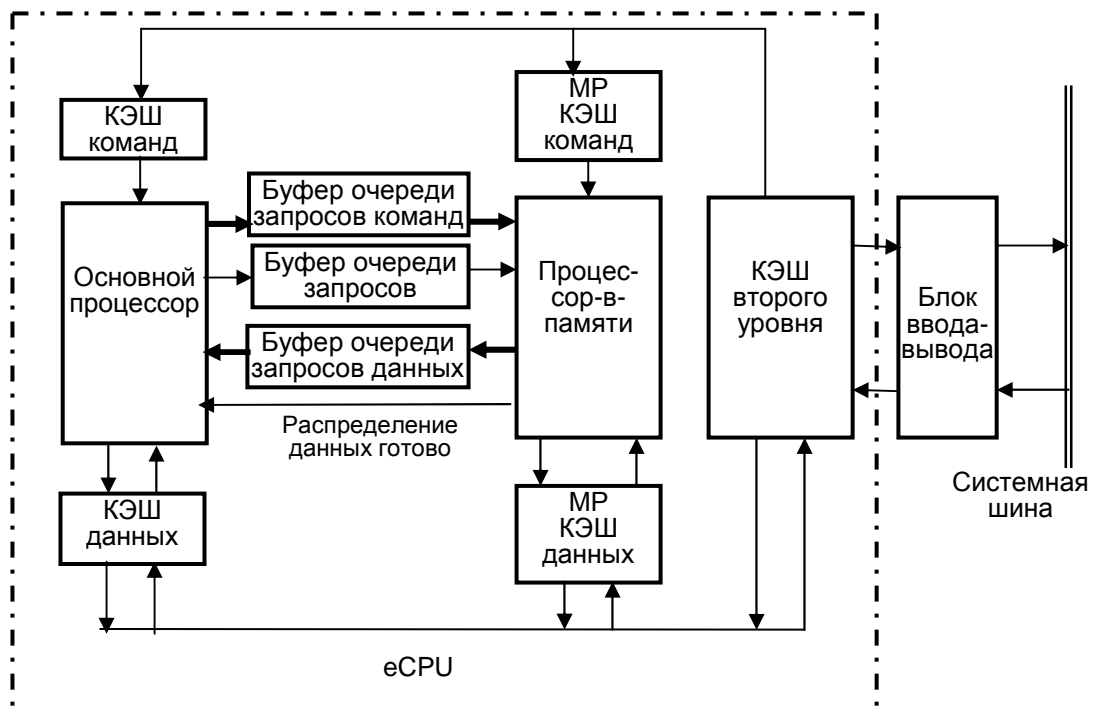 КЭШ
команд
МР
КЭШ
команд
Основной
процессор
Буфер очереди
запросов команд
Буфер очереди
запросов
Буфер очереди
запросов данных
Распределение
данных готово
Процес-
сор-в-
памяти
КЭШ
второго
уровня
Блок
ввода-
вывода
Системная
шина
КЭШ
данных
МР
КЭШ
данных
eCPU